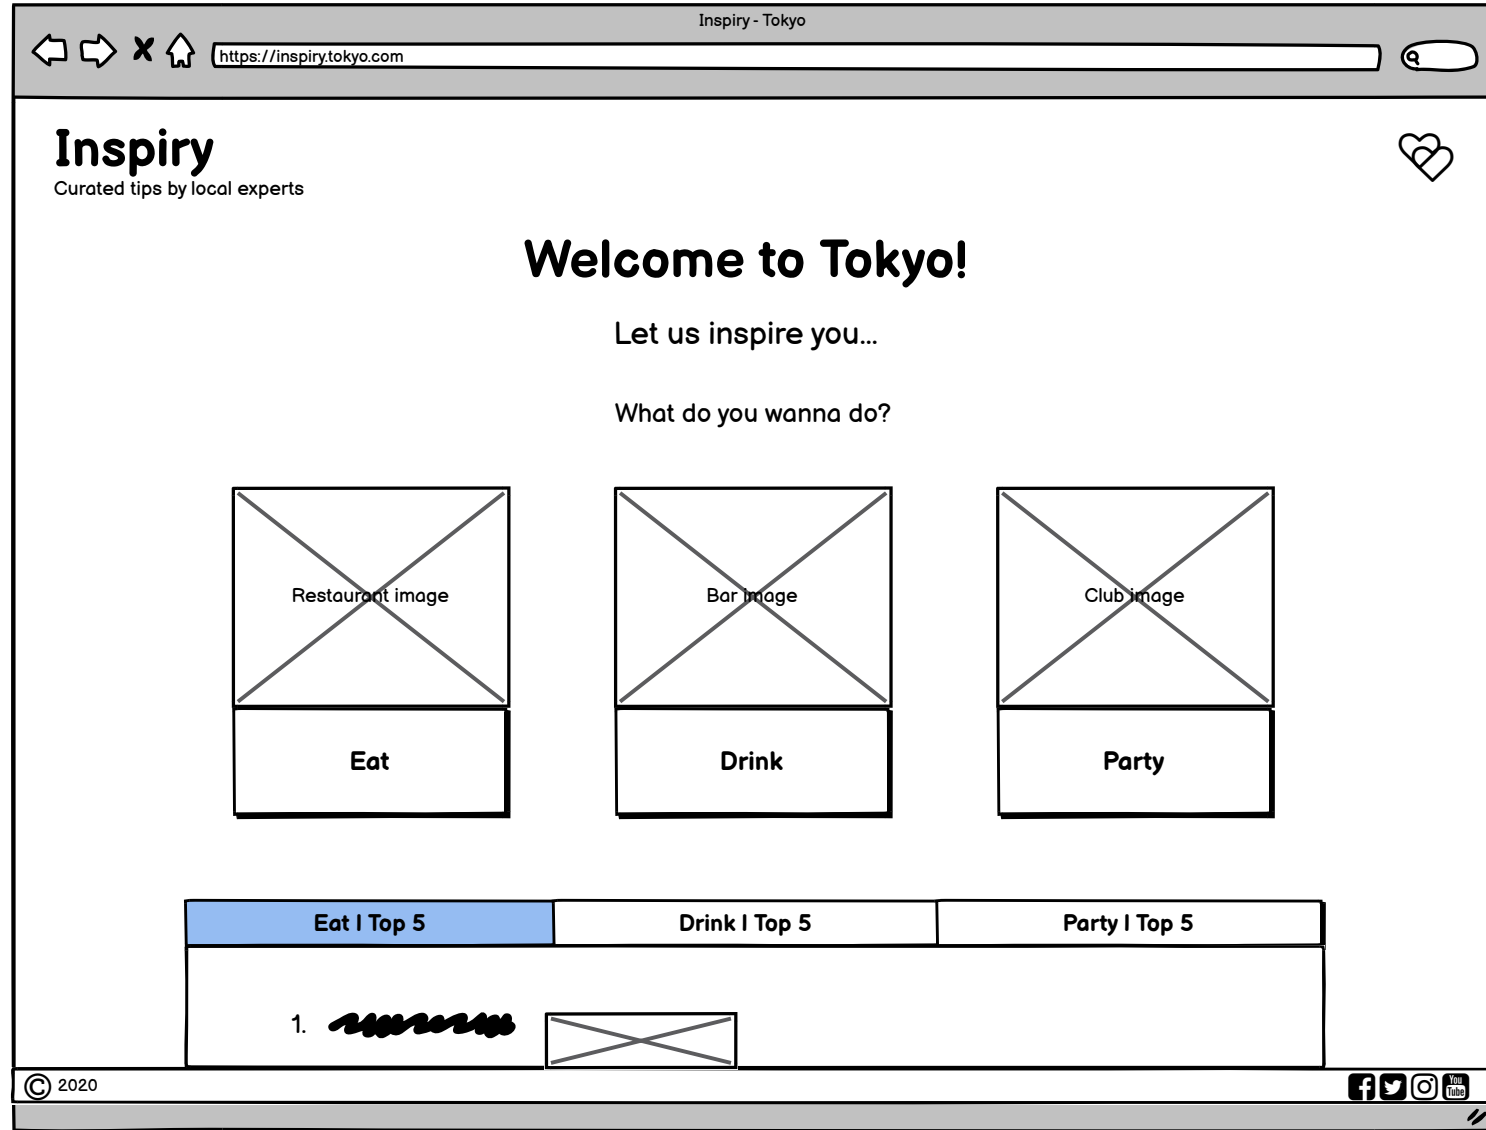 Inspiry - Tokyo
https://inspiry.tokyo.com
Inspiry
Curated tips by local experts
Welcome to Tokyo!
Let us inspire you...
What do you wanna do?
Restaurant image
Bar image
Club image
Eat
Drink
Party
Eat | Top 5
Drink | Top 5
Party | Top 5
1.
© 2020
You
Tube